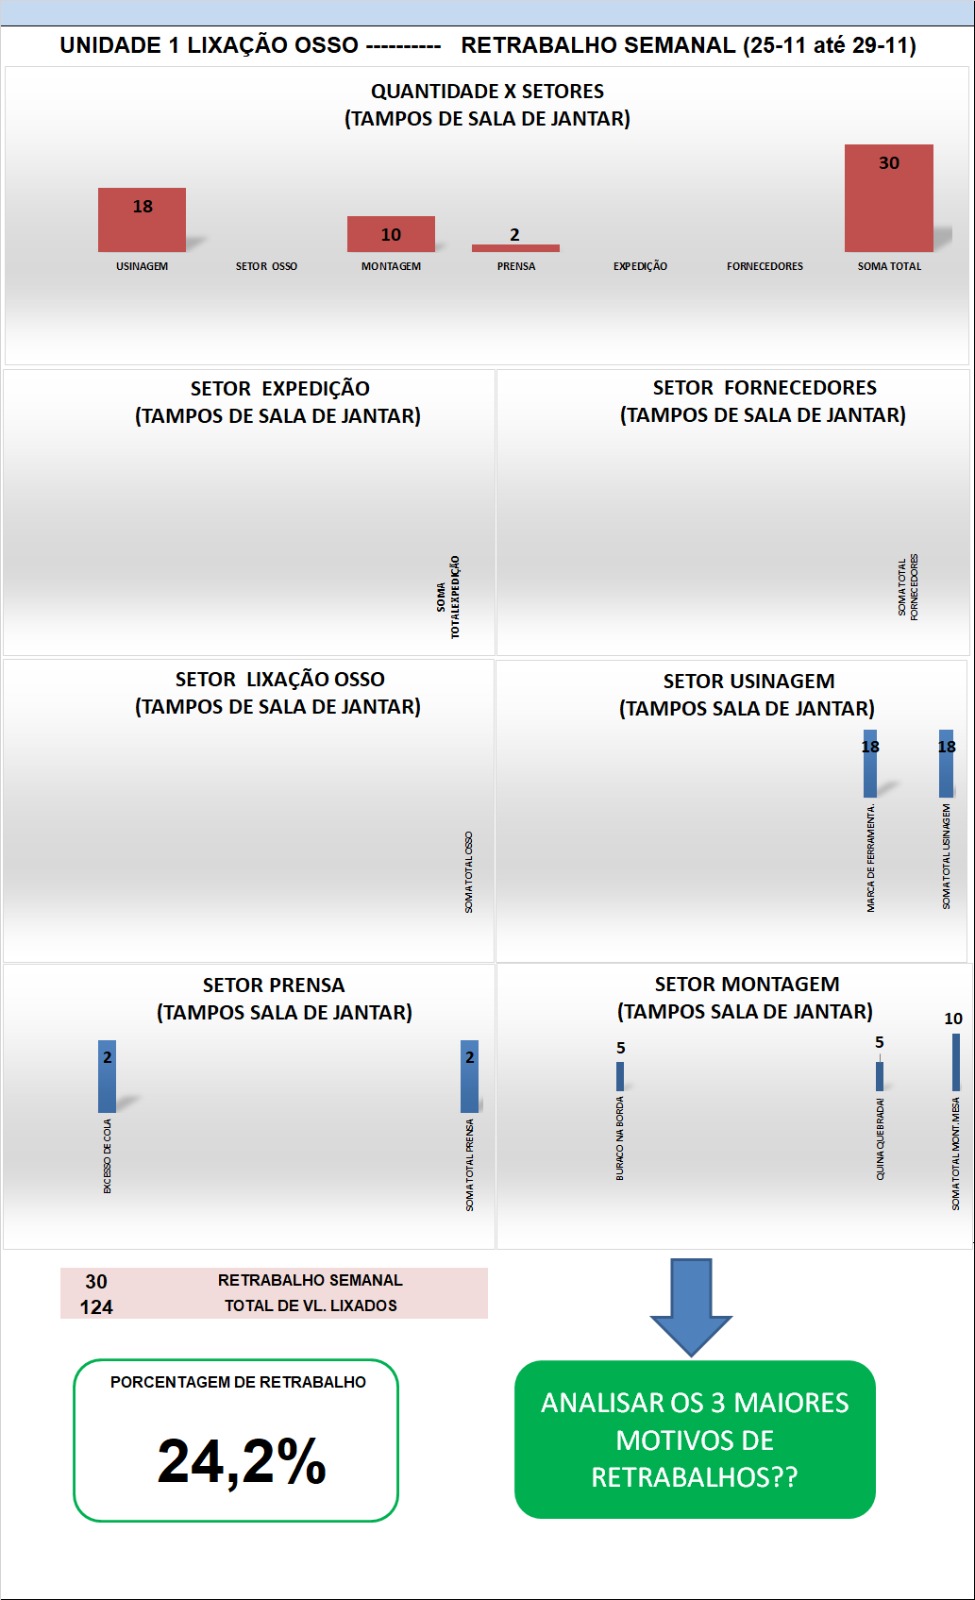 UNIDADE 1 LIXAÇÃO OSSO ---------- RETRABALHO SEMANAL (25-11 até 29-11)
QUANTIDADE X SETORES
(TAMPOS DE SALA DE JANTAR)
18
10
2
30
USINAGEM
SETOR OSSO
MONTAGEM
PRENSA
EXPEDIÇÃO
FORNECEDORES
SOMA TOTAL
SETOR EXPEDIÇÃO
(TAMPOS DE SALA DE JANTAR)
SOMA
TOTALEXPEDIÇÃO
SETOR FORNECEDORES
(TAMPOS DE SALA DE JANTAR)
SOMA TOTAL
FORNECEDORES
SETOR LIXAÇÃO OSSO
(TAMPOS DE SALA DE JANTAR)
SOMA TOTAL OSSO
SETOR USINAGEM
(TAMPOS SALA DE JANTAR)
18
18
MARCA DE FERRAMENTA.
SOMA TOTAL USINAGEM
SETOR PRENSA
(TAMPOS SALA DE JANTAR)
2
2
EXCESSO DE COLA
SOMA TOTAL PRENSA
SETOR MONTAGEM
(TAMPOS SALA DE JANTAR)
5
5
10
BURACO NA BORDA
QUINA QUEBRADA!
SOMA TOTAL MONT.MESA
30 RETRABALHO SEMANAL
124 TOTAL DE VL. LIXADOS
PORCENTAGEM DE RETRABALHO
24,2%
ANALISAR OS 3 MAIORES
MOTIVOS DE
RETRABALHOS??